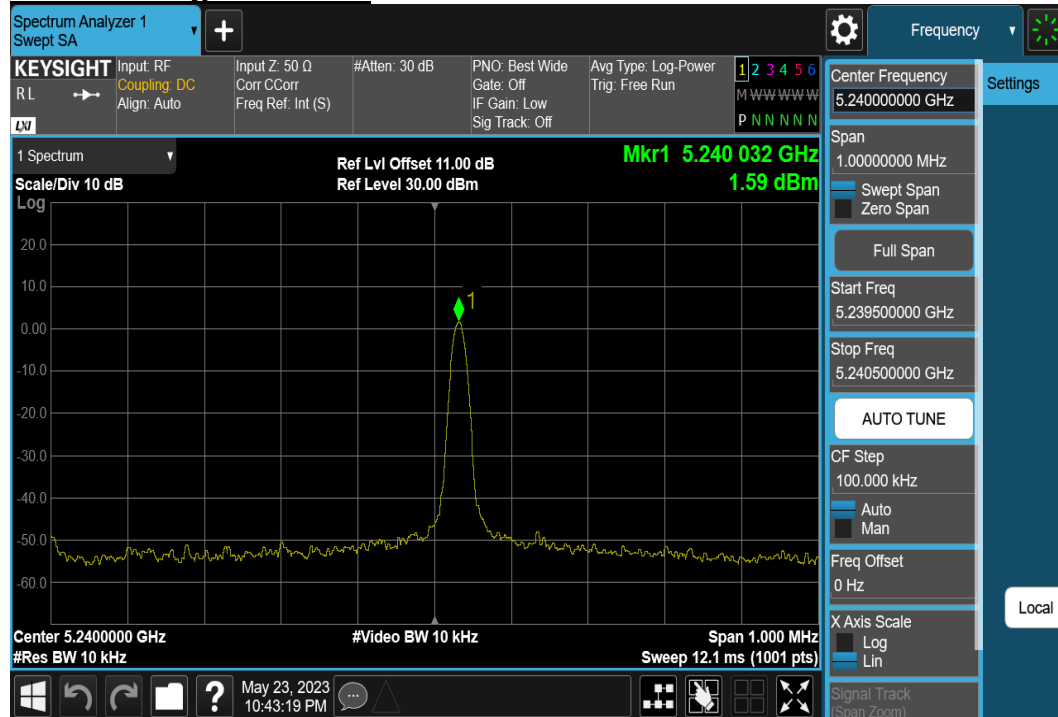 Spectrum Analyzer 1
Swept SA
+
Frequency
KEYSIGHT
R L
LXI
Input: RF
Coupling: DC
Align: Auto
Input Z: 50 Ω
Corr CCorr
Freq Ref: Int (S)
#Atten: 30 dB
PNO: Best Wide
Gate: Off
IF Gain: Low
Sig Track: Off
Avg Type: Log-Power
Trig: Free Run
1 2 3 4 5 6
M W W W W W
P N N N N N
1 Spectrum
Scale/Div 10 dB
Log
Ref Lvl Offset 11.00 dB
Ref Level 30.00 dBm
Mkr1 5.240 032 GHz
1.59 dBm
1
20.0
10.0
0.00
-10.0
-20.0
-30.0
-40.0
-50.0
-60.0
Center 5.2400000 GHz
#Res BW 10 kHz
#Video BW 10 kHz
Span 1.000 MHz
Sweep 12.1 ms (1001 pts)
Center Frequency
5.240000000 GHz
Settings
Span
1.00000000 MHz
Swept Span
Zero Span
Full Span
Start Freq
5.239500000 GHz
Stop Freq
5.240500000 GHz
AUTO TUNE
CF Step
100.000 kHz
Auto
Man
Freq Offset
0 Hz
Local
X Axis Scale
Log
Lin
Signal Track
(Span Zoom)
?
May 23, 2023
10:43:19 PM